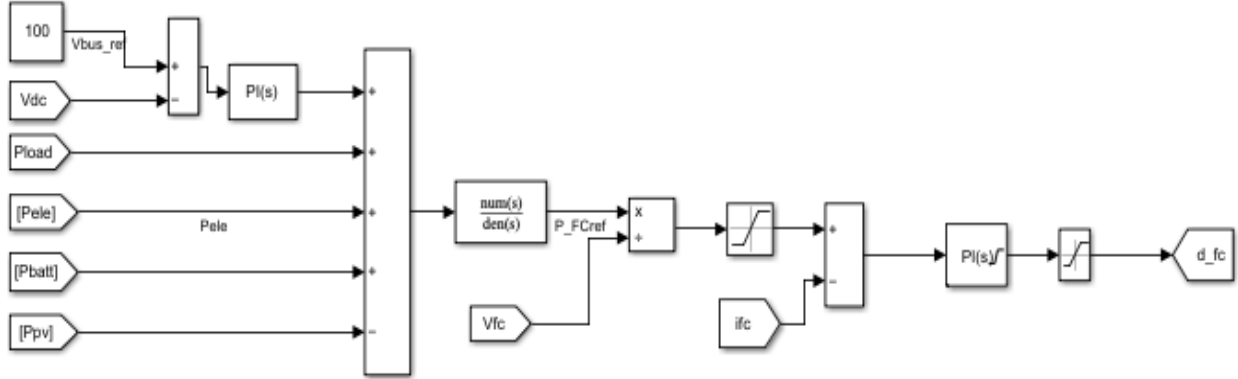 100
Vbus_ref
+
−
Vdc
PI(s)
+
Pload
+
[Pele]
Pele
+
[Pbatt]
+
[Ppv]
−
num(s)
den(s)
P_FCref
x
÷
Vfc
+
−
ifc
PI(s)
d_fc